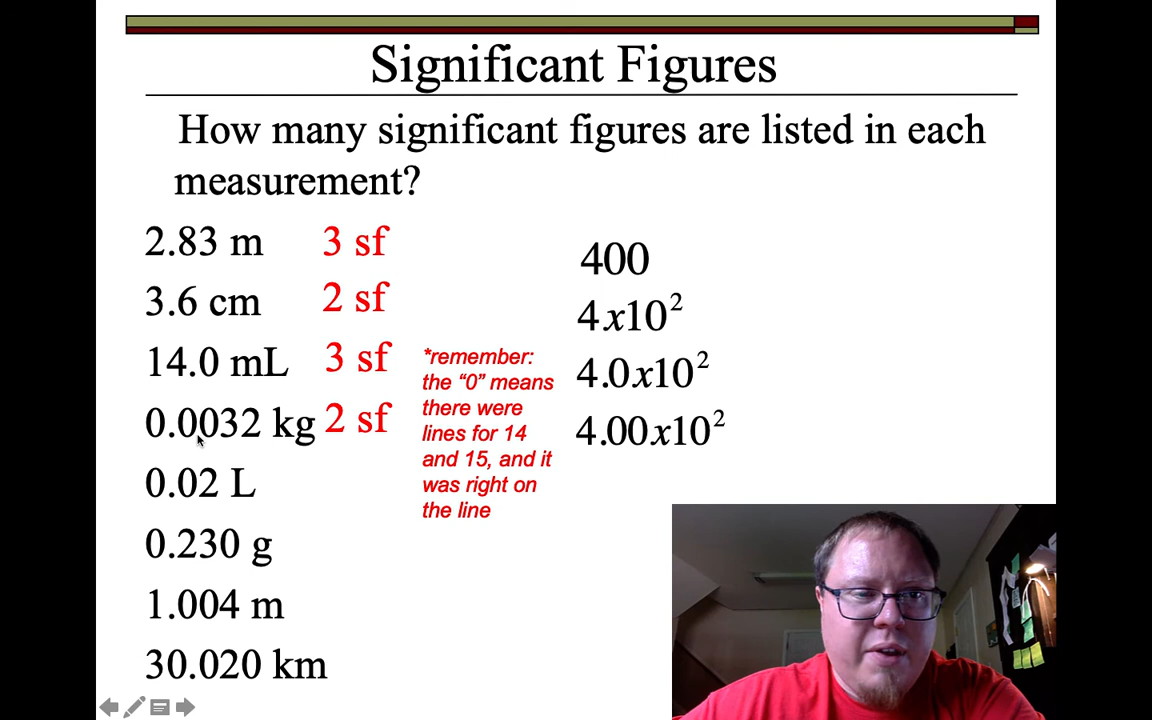 Significant Figures
How many significant figures are listed in each
measurement?
2.83 m 3 sf
3.6 cm 2 sf
14.0 mL 3 sf
0.0032 kg 2 sf
0.02 L
0.230 g
1.004 m
30.020 km
*remember:
the “0” means
there were
lines for 14
and 15, and it
was right on
the line
400
4x10²
4.0x10²
4.00x10²